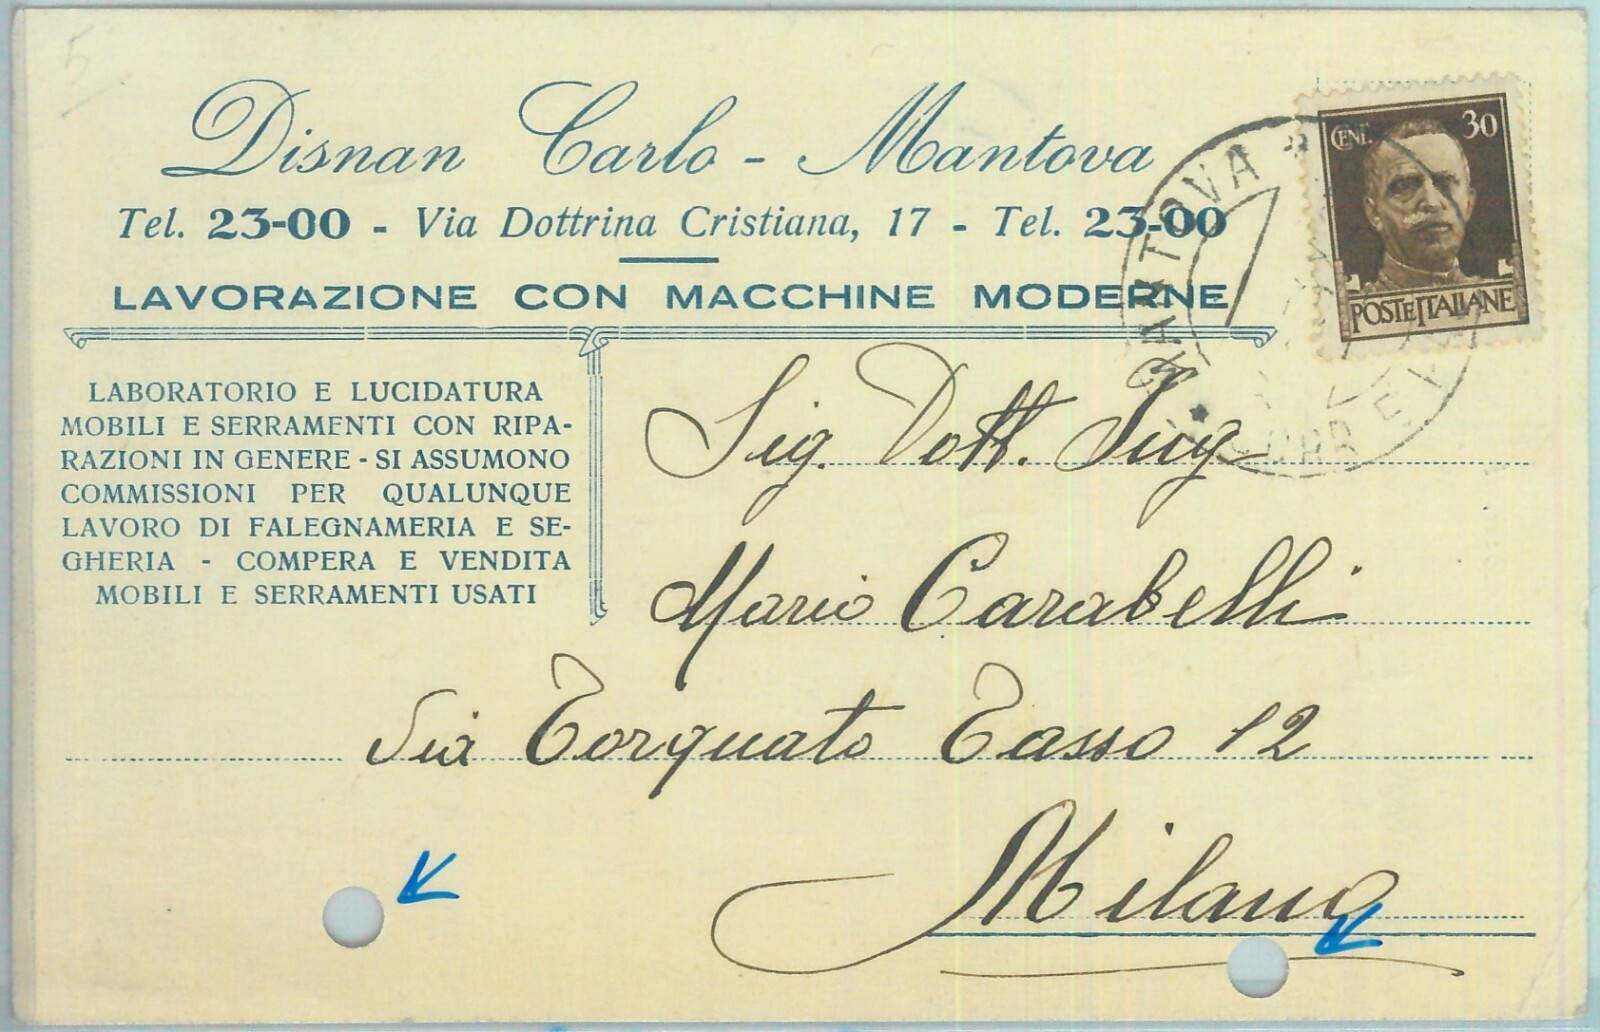 5
Disnan Carlo - Mantova
Tel. 23-00 - Via Dottrina Cristiana, 17 - Tel. 23-00
LAVORAZIONE CON MACCHINE MODERNE
CENT. 30
POSTE ITALIANE
MANTOVA
LABORATORIO E LUCIDATURA
MOBILI E SERRAMENTI CON RIPA-
RAZIONI IN GENERE - SI ASSUMONO
COMMISSIONI PER QUALUNQUE
LAVORO DI FALEGNAMERIA E SE-
GHERIA - COMPERA E VENDITA
MOBILI E SERRAMENTI USATI
Sig. Dott. Ing
Mario Carabelli
Via Torquato Tasso 12
Milano